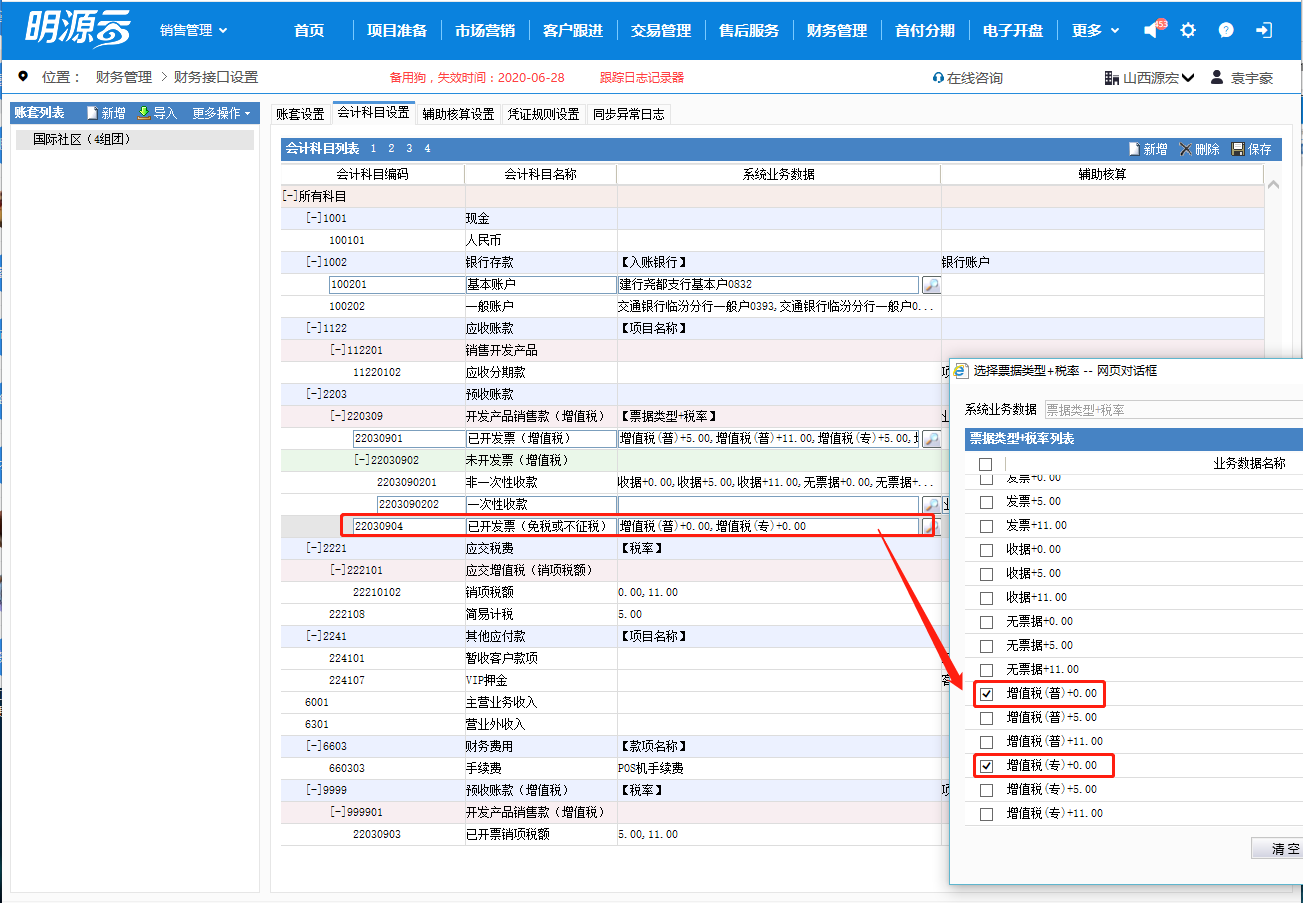 明源云 销售管理 首页 项目准备 市场营销 客户跟进 交易管理 售后服务 财务管理 首付分期 电子开盘 更多 153
位置： 财务管理 > 财务接口设置 备用狗，失效时间：2020-06-28 跟踪日志记录器 在线咨询 山西源宏 袁宇豪
账套列表 新增 导入 更多操作
国际社区（4组团）
账套设置 会计科目设置 辅助核算设置 凭证规则设置 同步异常日志
会计科目列表 1 2 3 4 新增 删除 保存
会计科目编码 会计科目名称 系统业务数据 辅助核算
[-]所有科目
[-]1001 现金
100101 人民币
[-]1002 银行存款 【入账银行】 银行账户
100201 基本账户 建行尧都支行基本户0832
100202 一般账户 交通银行临汾分行一般户0393,交通银行临汾分行一般户0...
[-]1122 应收账款 【项目名称】
[-]112201 销售开发产品
11220102 应收分期款
[-]2203 预收账款
[-]220309 开发产品销售款（增值税） 【票据类型+税率】
22030901 已开发票（增值税） 增值税(普)+5.00,增值税(普)+11.00,增值税(专)+5.00,
[-]22030902 未开发票（增值税）
2203090201 非一次性收款 收据+0.00,收据+5.00,收据+11.00,无票据+0.00,无票据+...
2203090202 一次性收款
22030904 已开发票（免税或不征税） 增值税(普)+0.00,增值税(专)+0.00
[-]2221 应交税费 【税率】
[-]222101 应交增值税（销项税额）
22210102 销项税额 0.00,11.00
222108 简易计税 5.00
[-]2241 其他应付款 【项目名称】
224101 暂收客户款项
224107 VIP押金
6001 主营业务收入
6301 营业外收入
[-]6603 财务费用 【款项名称】
660303 手续费 POS机手续费
[-]9999 预收账款（增值税） 【税率】
[-]999901 开发产品销售款（增值税）
22030903 已开票销项税额 5.00,11.00
选择票据类型+税率 -- 网页对话框
系统业务数据 票据类型+税率
票据类型+税率列表
业务数据名称
发票+0.00
发票+5.00
发票+11.00
收据+0.00
收据+5.00
收据+11.00
无票据+0.00
无票据+5.00
无票据+11.00
增值税(普)+0.00
增值税(普)+5.00
增值税(普)+11.00
增值税(专)+0.00
增值税(专)+5.00
增值税(专)+11.00
清空